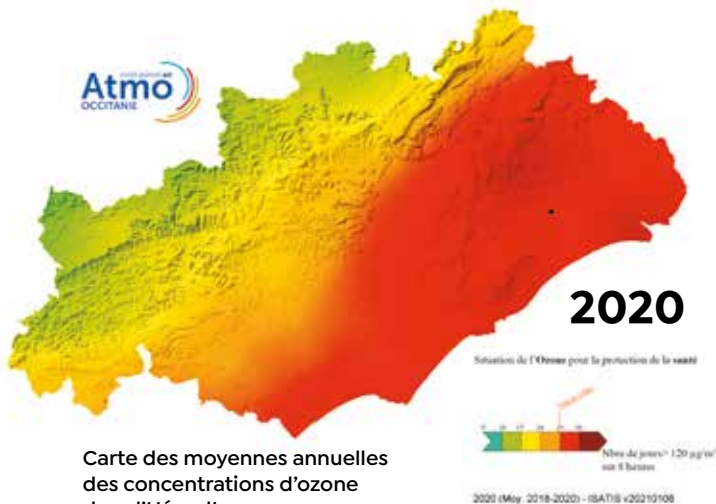 Atmo
OCCITANIE
2020
Situation de l'Ozone pour la protection de la santé
Nbre de jours> 120 µg/m³
sur 8 heures
Carte des moyennes annuelles
des concentrations d'ozone
2020 (Moy. 2018-2020) - ISATIS v20210108